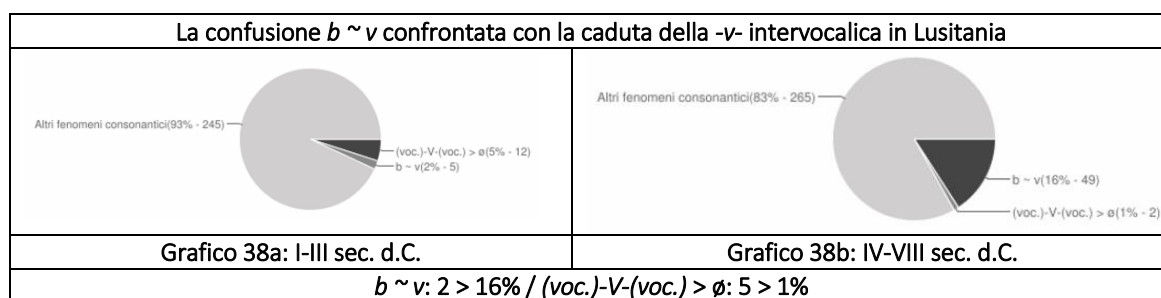 La confusione b ~ v confrontata con la caduta della -v- intervocalica in Lusitania
Altri fenomeni consonantici(93% - 245)
(voc.)-V-(voc.) > ø(5% - 12)
b ~ v(2% - 5)
Altri fenomeni consonantici(83% - 265)
b ~ v(16% - 49)
(voc.)-V-(voc.) > ø(1% - 2)
Grafico 38a: I-III sec. d.C.
Grafico 38b: IV-VIII sec. d.C.
b ~ v: 2 > 16% / (voc.)-V-(voc.) > ø: 5 > 1%